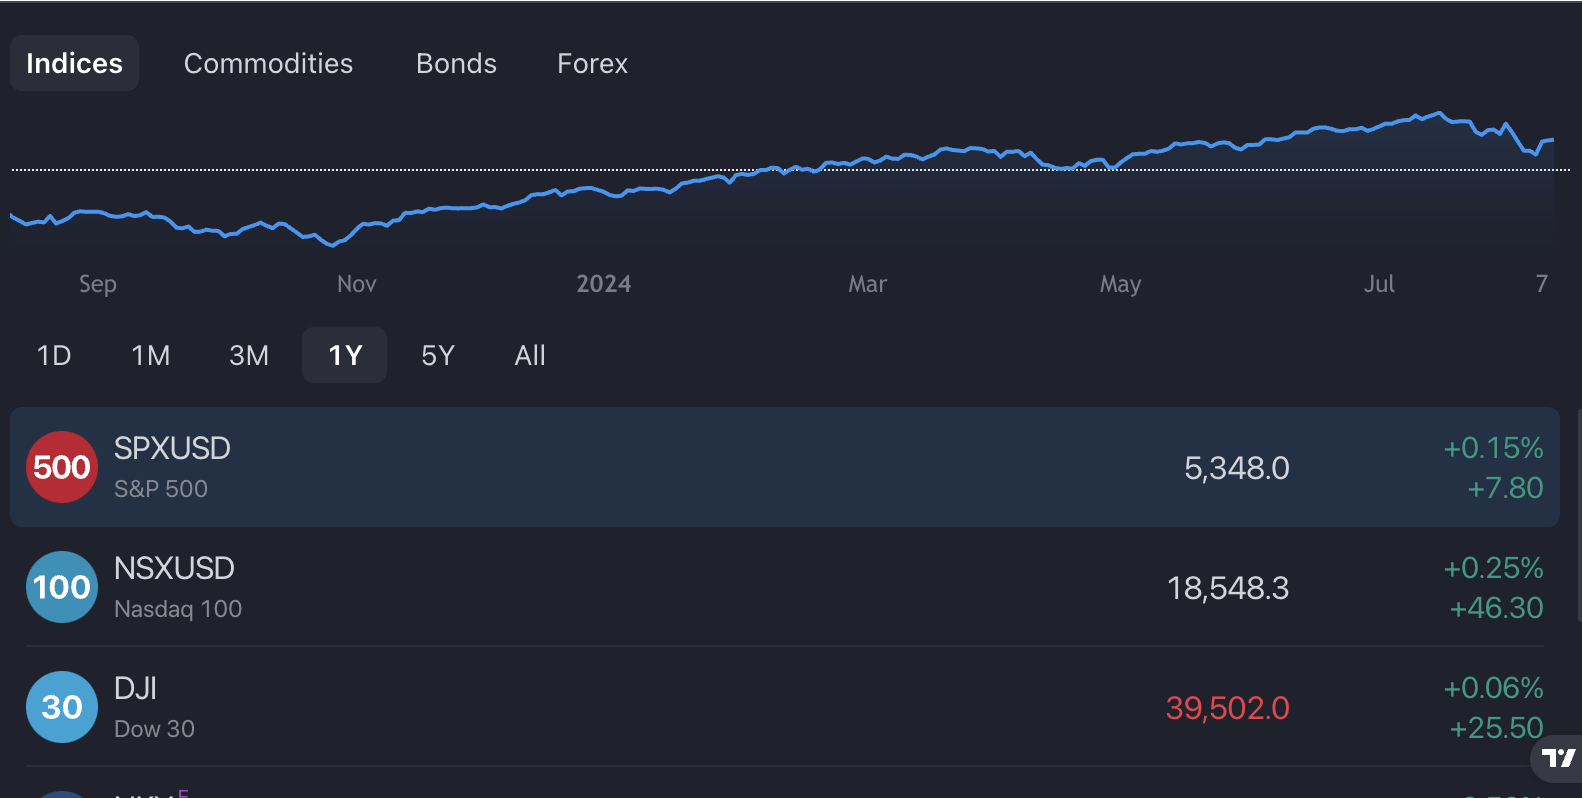 Indices Commodities Bonds Forex
Sep Nov 2024 Mar May Jul 7
1D 1M 3M 1Y 5Y All
500 SPXUSD 5,348.0 +0.15%
S&P 500 +7.80
100 NSXUSD 18,548.3 +0.25%
Nasdaq 100 +46.30
30 DJI 39,502.0 +0.06%
Dow 30 +25.50